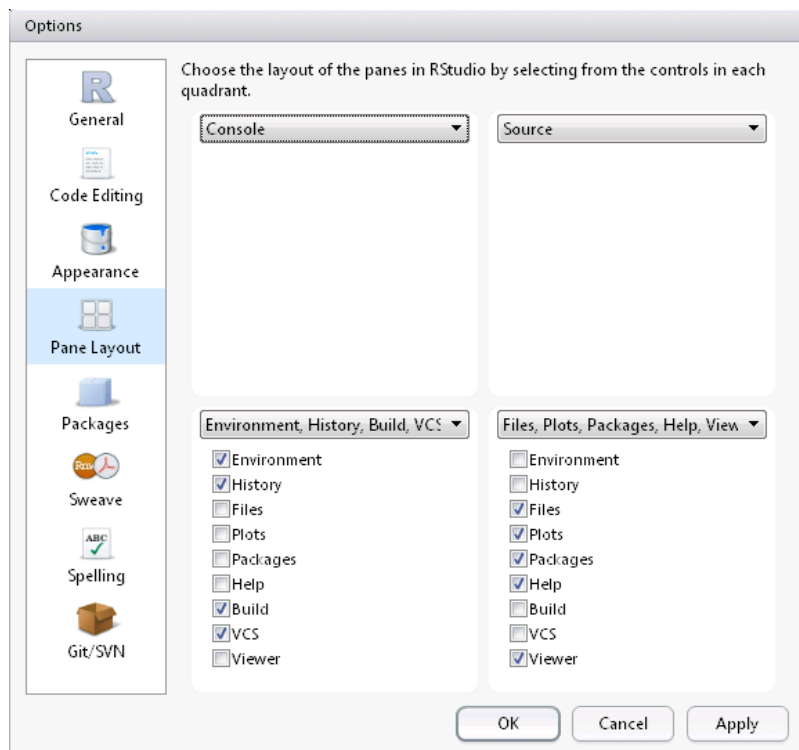 Options
Choose the layout of the panes in RStudio by selecting from the controls in each
quadrant.
R
General
Code Editing
Appearance
Pane Layout
Packages
Rnw
Sweave
ABC
Spelling
Git/SVN
Console
Source
Environment, History, Build, VCS
Environment
History
Files
Plots
Packages
Help
Build
VCS
Viewer
Files, Plots, Packages, Help, View
Environment
History
Files
Plots
Packages
Help
Build
VCS
Viewer
OK
Cancel
Apply